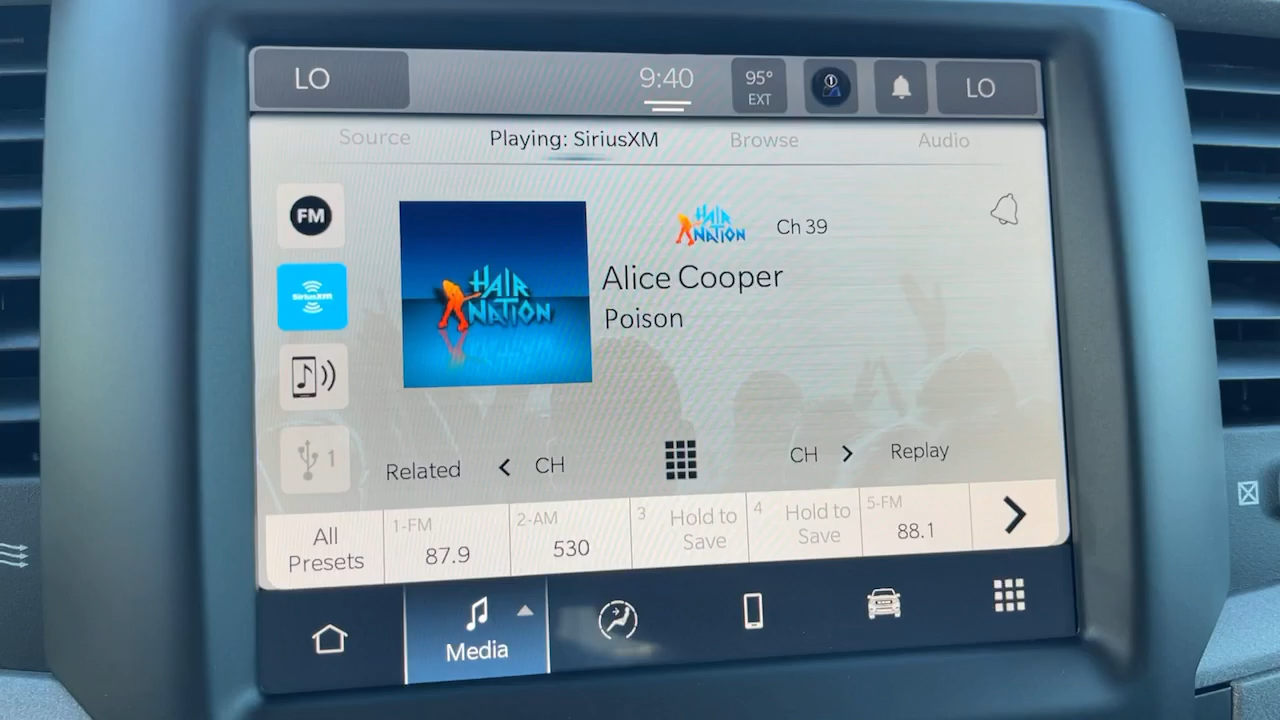 LO
9:40
95°
EXT
1
LO
Source
Playing: SiriusXM
Browse
Audio
FM
HAIR
NATION
Ch 39
SiriusXM
HAIR
NATION
Alice Cooper
Poison
1
Related
CH
CH
Replay
All
Presets
1-FM
87.9
2-AM
530
3
Hold to
Save
4
Hold to
Save
5-FM
88.1
Media